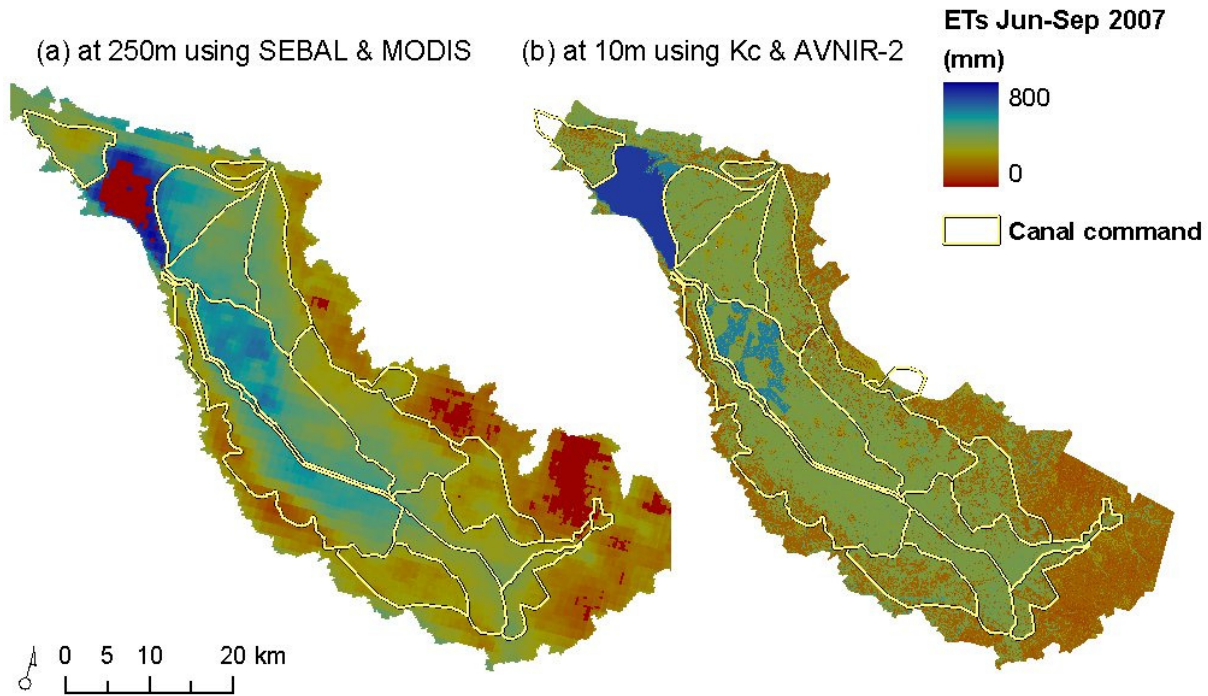 ETs Jun-Sep 2007
(mm)
(a) at 250m using SEBAL & MODIS
(b) at 10m using Kc & AVNIR-2
800
0
Canal command
0 5 10 20 km